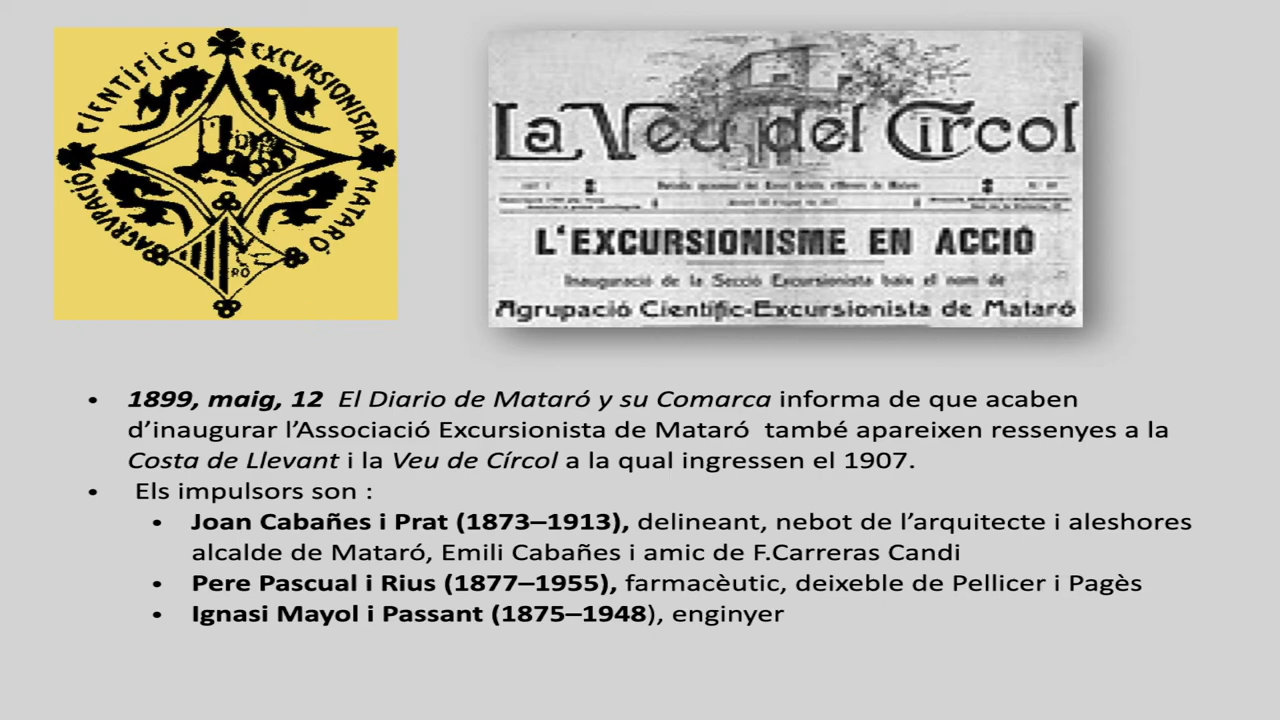 AGRVPACIÓ CIENTÍFICO EXCURSIONISTA MATARÓ
La Veu del Circol
L'EXCURSIONISME EN ACCIÓ
Inauguració de la Secció Excursionista baix el nom de
Agrupació Científic-Excursionista de Mataró
• 1899, maig, 12 El Diario de Mataró y su Comarca informa de que acaben
d’inaugurar l’Associació Excursionista de Mataró també apareixen ressenyes a la
Costa de Llevant i la Veu de Círcol a la qual ingressen el 1907.
• Els impulsors son :
• Joan Cabañes i Prat (1873–1913), delineant, nebot de l’arquitecte i aleshores
alcalde de Mataró, Emili Cabañes i amic de F.Carreras Candi
• Pere Pascual i Rius (1877–1955), farmacèutic, deixeble de Pellicer i Pagès
• Ignasi Mayol i Passant (1875–1948), enginyer